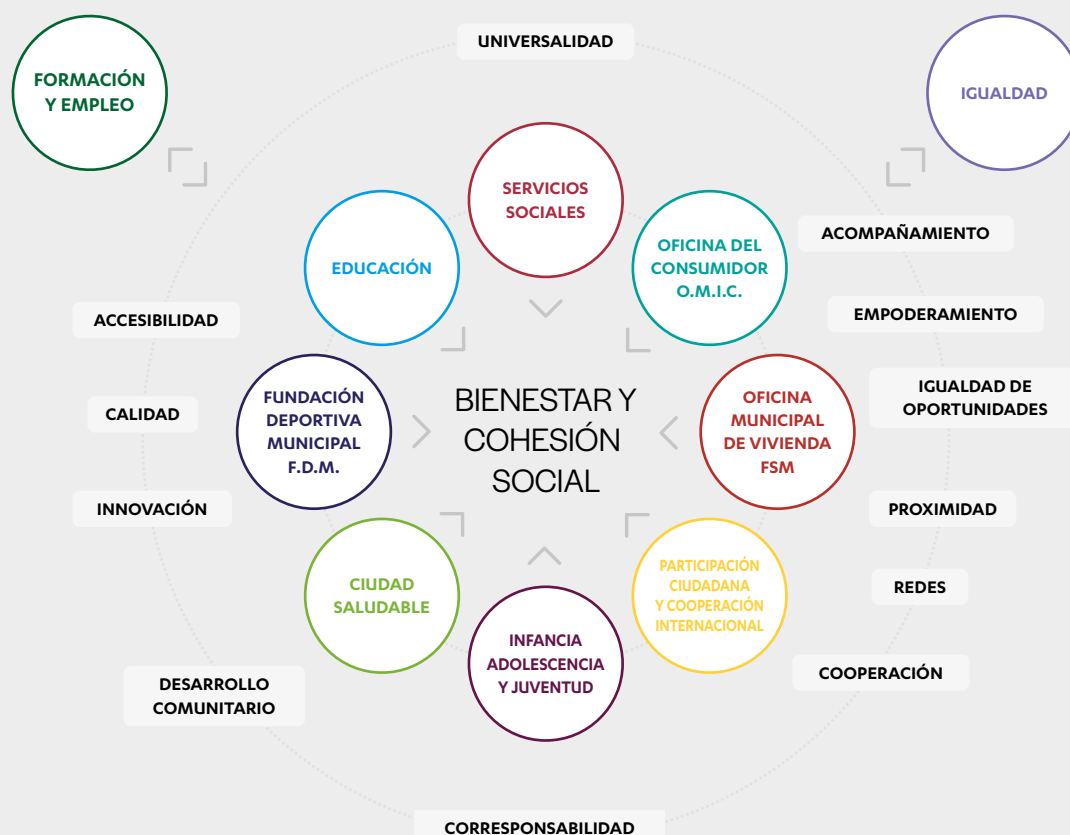 UNIVERSALIDAD
FORMACIÓN
Y EMPLEO
IGUALDAD
SERVICIOS
SOCIALES
EDUCACIÓN
OFICINA DEL
CONSUMIDOR
O.M.I.C.
ACOMPAÑAMIENTO
ACCESIBILIDAD
EMPODERAMIENTO
FUNDACIÓN
DEPORTIVA
MUNICIPAL
F.D.M.
BIENESTAR Y
COHESIÓN
SOCIAL
OFICINA
MUNICIPAL
DE VIVIENDA
FSM
IGUALDAD DE
OPORTUNIDADES
CALIDAD
INNOVACIÓN
PROXIMIDAD
CIUDAD
SALUDABLE
INFANCIA
ADOLESCENCIA
Y JUVENTUD
PARTICIPACIÓN
CIUDADANA
Y COOPERACIÓN
INTERNACIONAL
REDES
COOPERACIÓN
DESARROLLO
COMUNITARIO
CORRESPONSABILIDAD